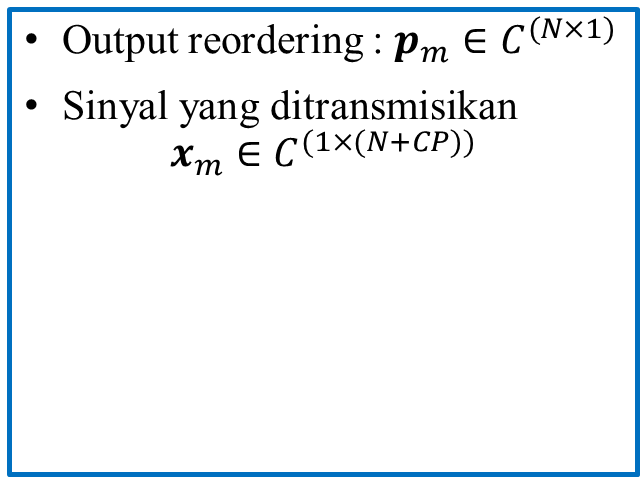 • Output reordering : 𝒑ₘ ∈ C^(N×1)
• Sinyal yang ditransmisikan
𝒙ₘ ∈ C^(1×(N+CP))